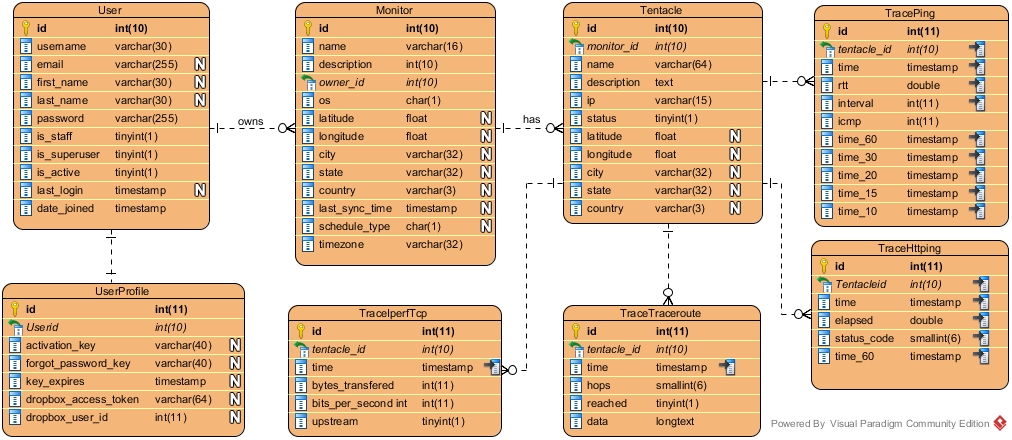 User
id int(10)
username varchar(30)
email varchar(255) N
first_name varchar(30) N
last_name varchar(30) N
password varchar(255)
is_staff tinyint(1)
is_superuser tinyint(1)
is_active tinyint(1)
last_login timestamp N
date_joined timestamp
owns
Monitor
id int(10)
name varchar(16)
description int(10)
owner_id int(10)
os char(1)
latitude float N
longitude float N
city varchar(32) N
state varchar(32) N
country varchar(3) N
last_sync_time timestamp N
schedule_type char(1) N
timezone varchar(32)
has
Tentacle
id int(10)
monitor_id int(10)
name varchar(64)
description text
ip varchar(15)
status tinyint(1)
latitude float N
longitude float N
city varchar(32) N
state varchar(32) N
country varchar(3) N
TracePing
id int(11)
tentacle_id int(10)
time timestamp
rtt double
interval int(11)
icmp int(11)
time_60 timestamp
time_30 timestamp
time_20 timestamp
time_15 timestamp
time_10 timestamp
UserProfile
id int(11)
Userid int(10)
activation_key varchar(40) N
forgot_password_key varchar(40) N
key_expires timestamp N
dropbox_access_token varchar(64) N
dropbox_user_id int(11) N
TraceIperfTcp
id int(11)
tentacle_id int(10)
time timestamp
bytes_transfered int(11)
bits_per_second int int(11)
upstream tinyint(1)
TraceTraceroute
id int(11)
tentacle_id int(10)
time timestamp
hops smallint(6)
reached tinyint(1)
data longtext
TraceHttping
id int(11)
Tentacleid int(10)
time timestamp
elapsed double
status_code smallint(6)
time_60 timestamp
Powered By Visual Paradigm Community Edition